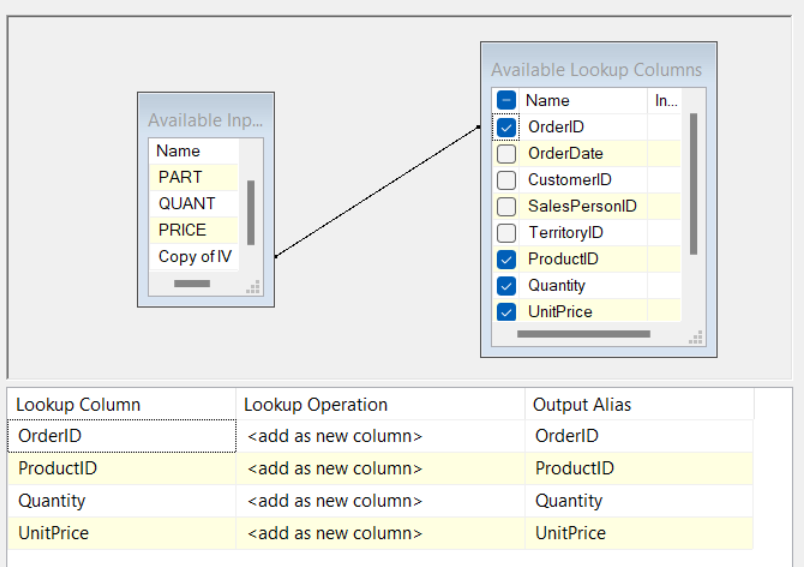 Available Inp...
Name
PART
QUANT
PRICE
Copy of IV
Available Lookup Columns
Name In...
OrderID
OrderDate
CustomerID
SalesPersonID
TerritoryID
ProductID
Quantity
UnitPrice
Lookup Column Lookup Operation Output Alias
OrderID <add as new column> OrderID
ProductID <add as new column> ProductID
Quantity <add as new column> Quantity
UnitPrice <add as new column> UnitPrice